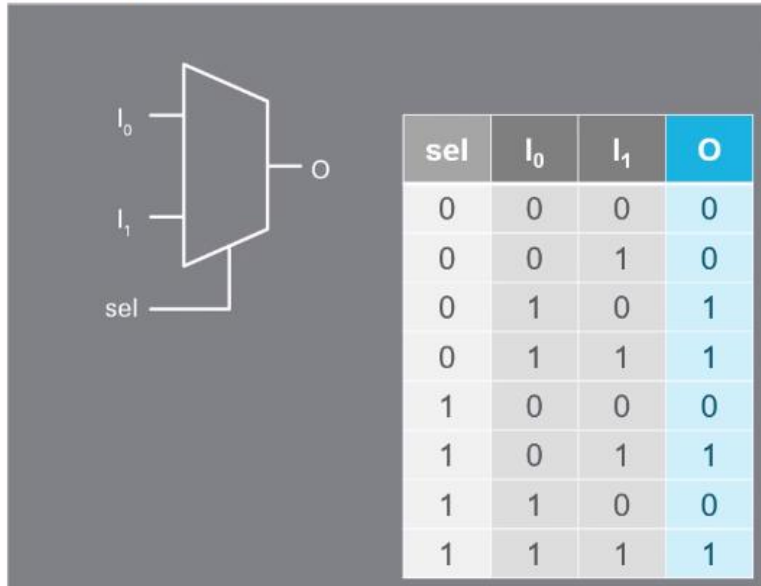 I₀
I₁
O
sel
sel I₀ I₁ O
0 0 0 0
0 0 1 0
0 1 0 1
0 1 1 1
1 0 0 0
1 0 1 1
1 1 0 0
1 1 1 1